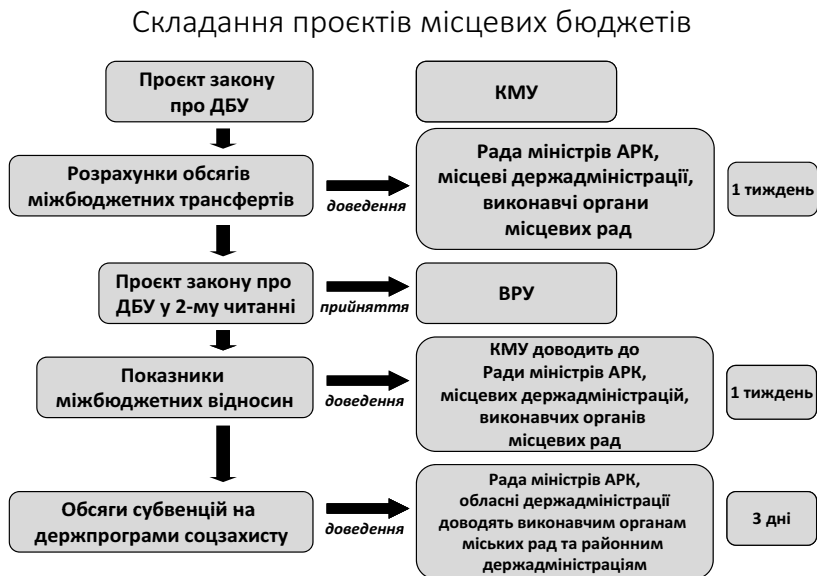 Складання проєктів місцевих бюджетів
Проєкт закону
про ДБУ
КМУ
Розрахунки обсягів
міжбюджетних трансфертів
доведення
Рада міністрів АРК,
місцеві держадміністрації,
виконавчі органи
місцевих рад
1 тиждень
Проєкт закону про
ДБУ у 2-му читанні
прийняття
ВРУ
Показники
міжбюджетних відносин
доведення
КМУ доводить до
Ради міністрів АРК,
місцевих держадміністрацій,
виконавчих органів
місцевих рад
1 тиждень
Обсяги субвенцій на
держпрограми соцзахисту
доведення
Рада міністрів АРК,
обласні держадміністрації
доводять виконавчим органам
міських рад та районним
держадміністраціям
3 дні